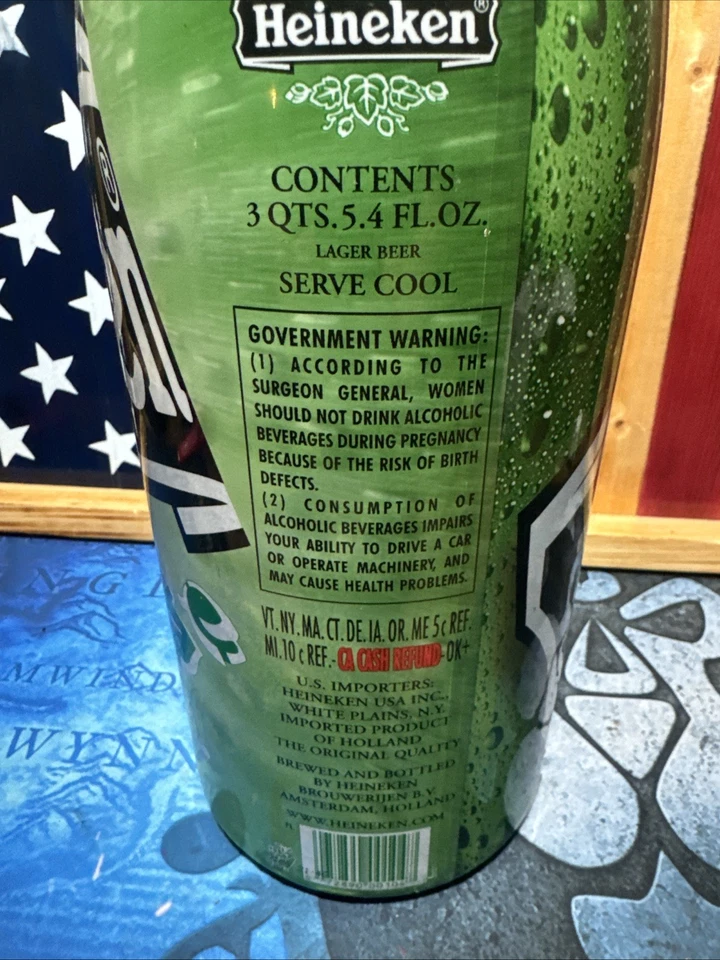 Heineken®
CONTENTS
3 QTS.5.4 FL.OZ.
LAGER BEER
SERVE COOL
GOVERNMENT WARNING:
(1) ACCORDING TO THE
SURGEON GENERAL, WOMEN
SHOULD NOT DRINK ALCOHOLIC
BEVERAGES DURING PREGNANCY
BECAUSE OF THE RISK OF BIRTH
DEFECTS.
(2) CONSUMPTION OF
ALCOHOLIC BEVERAGES IMPAIRS
YOUR ABILITY TO DRIVE A CAR
OR OPERATE MACHINERY, AND
MAY CAUSE HEALTH PROBLEMS.
VT.NY.MA.CT.DE.IA.OR.ME 5¢ REF.
MI.10 ¢ REF.-CA CASH REFUND-OK+
U.S. IMPORTERS:
HEINEKEN USA INC.,
WHITE PLAINS, N.Y.
IMPORTED PRODUCT
OF HOLLAND
THE ORIGINAL QUALITY
BREWED AND BOTTLED
BY HEINEKEN
BROUWERIJEN B.V.
AMSTERDAM, HOLLAND
WWW.HEINEKEN.COM